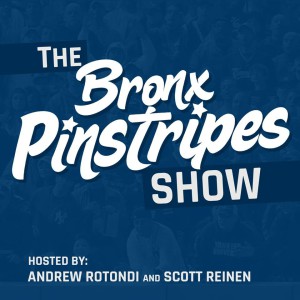 THE
Bronx
Pinstripes
SHOW
HOSTED BY:
ANDREW ROTONDI AND SCOTT REINEN